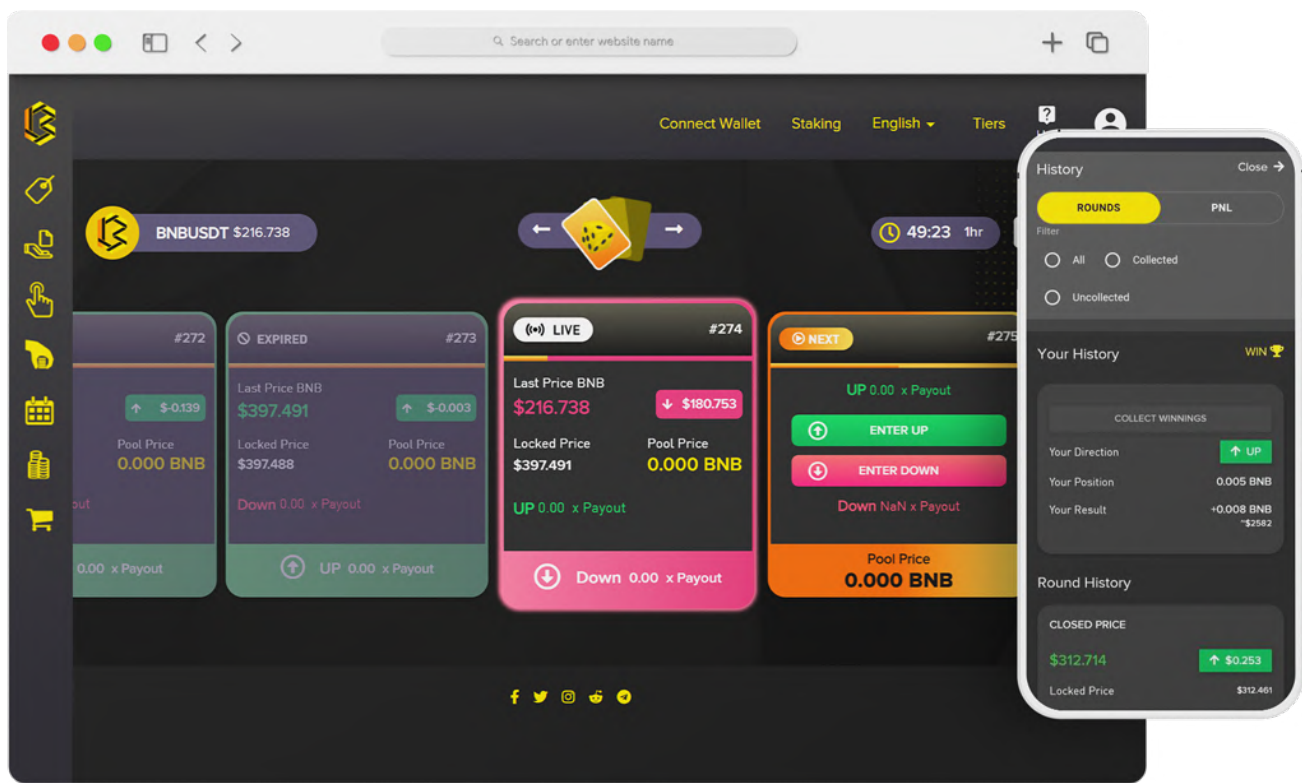 Search or enter website name
Connect Wallet
Staking
English
Tiers
?
BNBUSDT $216.738
49:23 1hr
#272
$-0.139
Pool Price
0.000 BNB
out
0.00 x Payout
EXPIRED
#273
Last Price BNB
$397.491
$-0.003
Locked Price
Pool Price
$397.488
0.000 BNB
Down 0.00 x Payout
UP 0.00 x Payout
LIVE
#274
Last Price BNB
$216.738
$180.753
Locked Price
Pool Price
$397.491
0.000 BNB
UP 0.00 x Payout
Down 0.00 x Payout
NEXT
#275
UP 0.00 x Payout
ENTER UP
ENTER DOWN
Down NaN x Payout
Pool Price
0.000 BNB
History
Close
ROUNDS
PNL
Filter
All
Collected
Uncollected
Your History
WIN
COLLECT WINNINGS
Your Direction
UP
Your Position
0.005 BNB
Your Result
+0.008 BNB
~$2582
Round History
CLOSED PRICE
$312.714
$0.253
Locked Price
$312.461